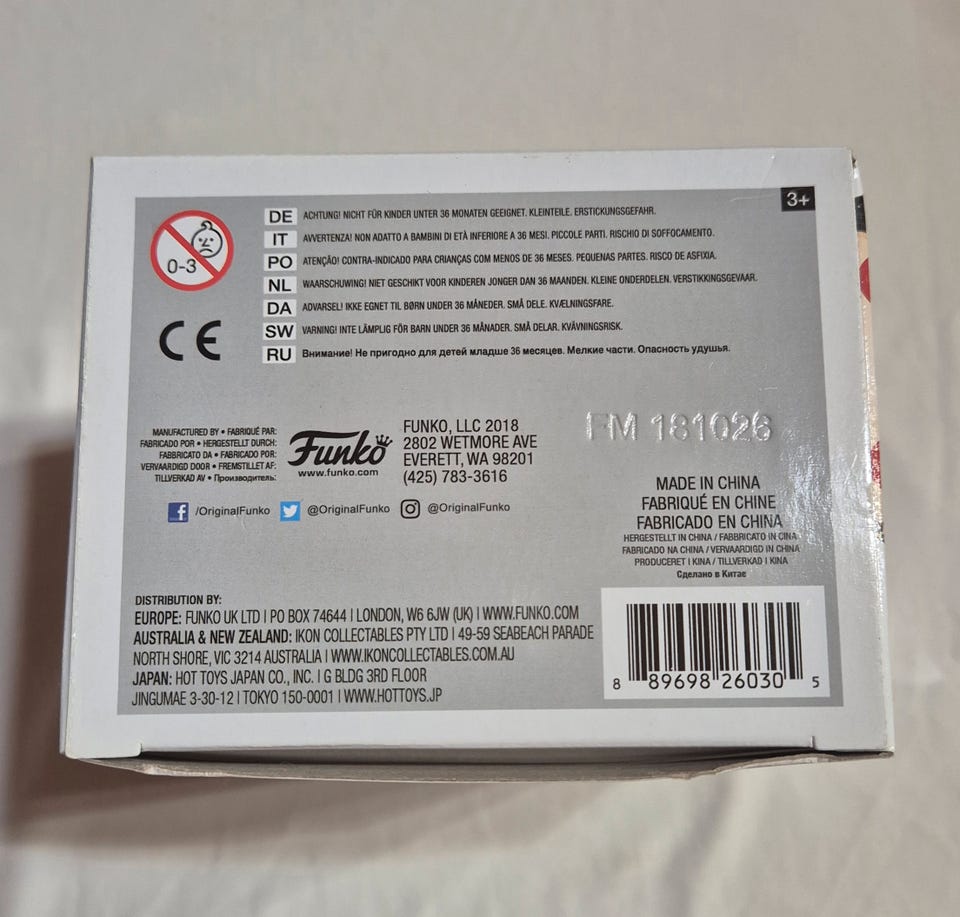 3+
0-3
CE
DE ACHTUNG! NICHT FÜR KINDER UNTER 36 MONATEN GEEIGNET. KLEINTEILE. ERSTICKUNGSGEFAHR.
IT AVVERTENZA! NON ADATTO A BAMBINI DI ETÀ INFERIORE A 36 MESI. PICCOLE PARTI. RISCHIO DI SOFFOCAMENTO.
PO ATENÇÃO! CONTRA-INDICADO PARA CRIANÇAS COM MENOS DE 36 MESES. PEQUENAS PARTES. RISCO DE ASFIXIA.
NL WAARSCHUWING! NIET GESCHIKT VOOR KINDEREN JONGER DAN 36 MAANDEN. KLEINE ONDERDELEN. VERSTIKKINGSGEVAAR.
DA ADVARSEL! IKKE EGNET TIL BØRN UNDER 36 MÅNEDER. SMÅ DELE. KVÆLNINGSFARE.
SW VARNING! INTE LÄMPLIG FÖR BARN UNDER 36 MÅNADER. SMÅ DELAR. KVÄVNINGSRISK.
RU Внимание! Не пригодно для детей младше 36 месяцев. Мелкие части. Опасность удушья.
MANUFACTURED BY • FABRIQUÉ PAR:
FABRICADO POR • HERGESTELLT DURCH:
FABRICATO DA • FABRICADO POR:
VERVAARDIGD DOOR • FREMSTILLET AF:
TILLVERKAD AV • Производитель:
Funko
www.funko.com
FUNKO, LLC 2018
2802 WETMORE AVE
EVERETT, WA 98201
(425) 783-3616
FM 181026
/OriginalFunko @OriginalFunko @OriginalFunko
MADE IN CHINA
FABRIQUÉ EN CHINE
FABRICADO EN CHINA
HERGESTELLT IN CHINA / FABBRICATO IN CINA
FABRICADO NA CHINA / VERVAARDIGD IN CHINA
PRODUCERET I KINA / TILLVERKAD I KINA
Сделано в Китае
DISTRIBUTION BY:
EUROPE: FUNKO UK LTD | PO BOX 74644 | LONDON, W6 6JW (UK) | WWW.FUNKO.COM
AUSTRALIA & NEW ZEALAND: IKON COLLECTABLES PTY LTD | 49-59 SEABEACH PARADE
NORTH SHORE, VIC 3214 AUSTRALIA | WWW.IKONCOLLECTABLES.COM.AU
JAPAN: HOT TOYS JAPAN CO., INC. | G BLDG 3RD FLOOR
JINGUMAE 3-30-12 | TOKYO 150-0001 | WWW.HOTTOYS.JP
8 89698 26030 5